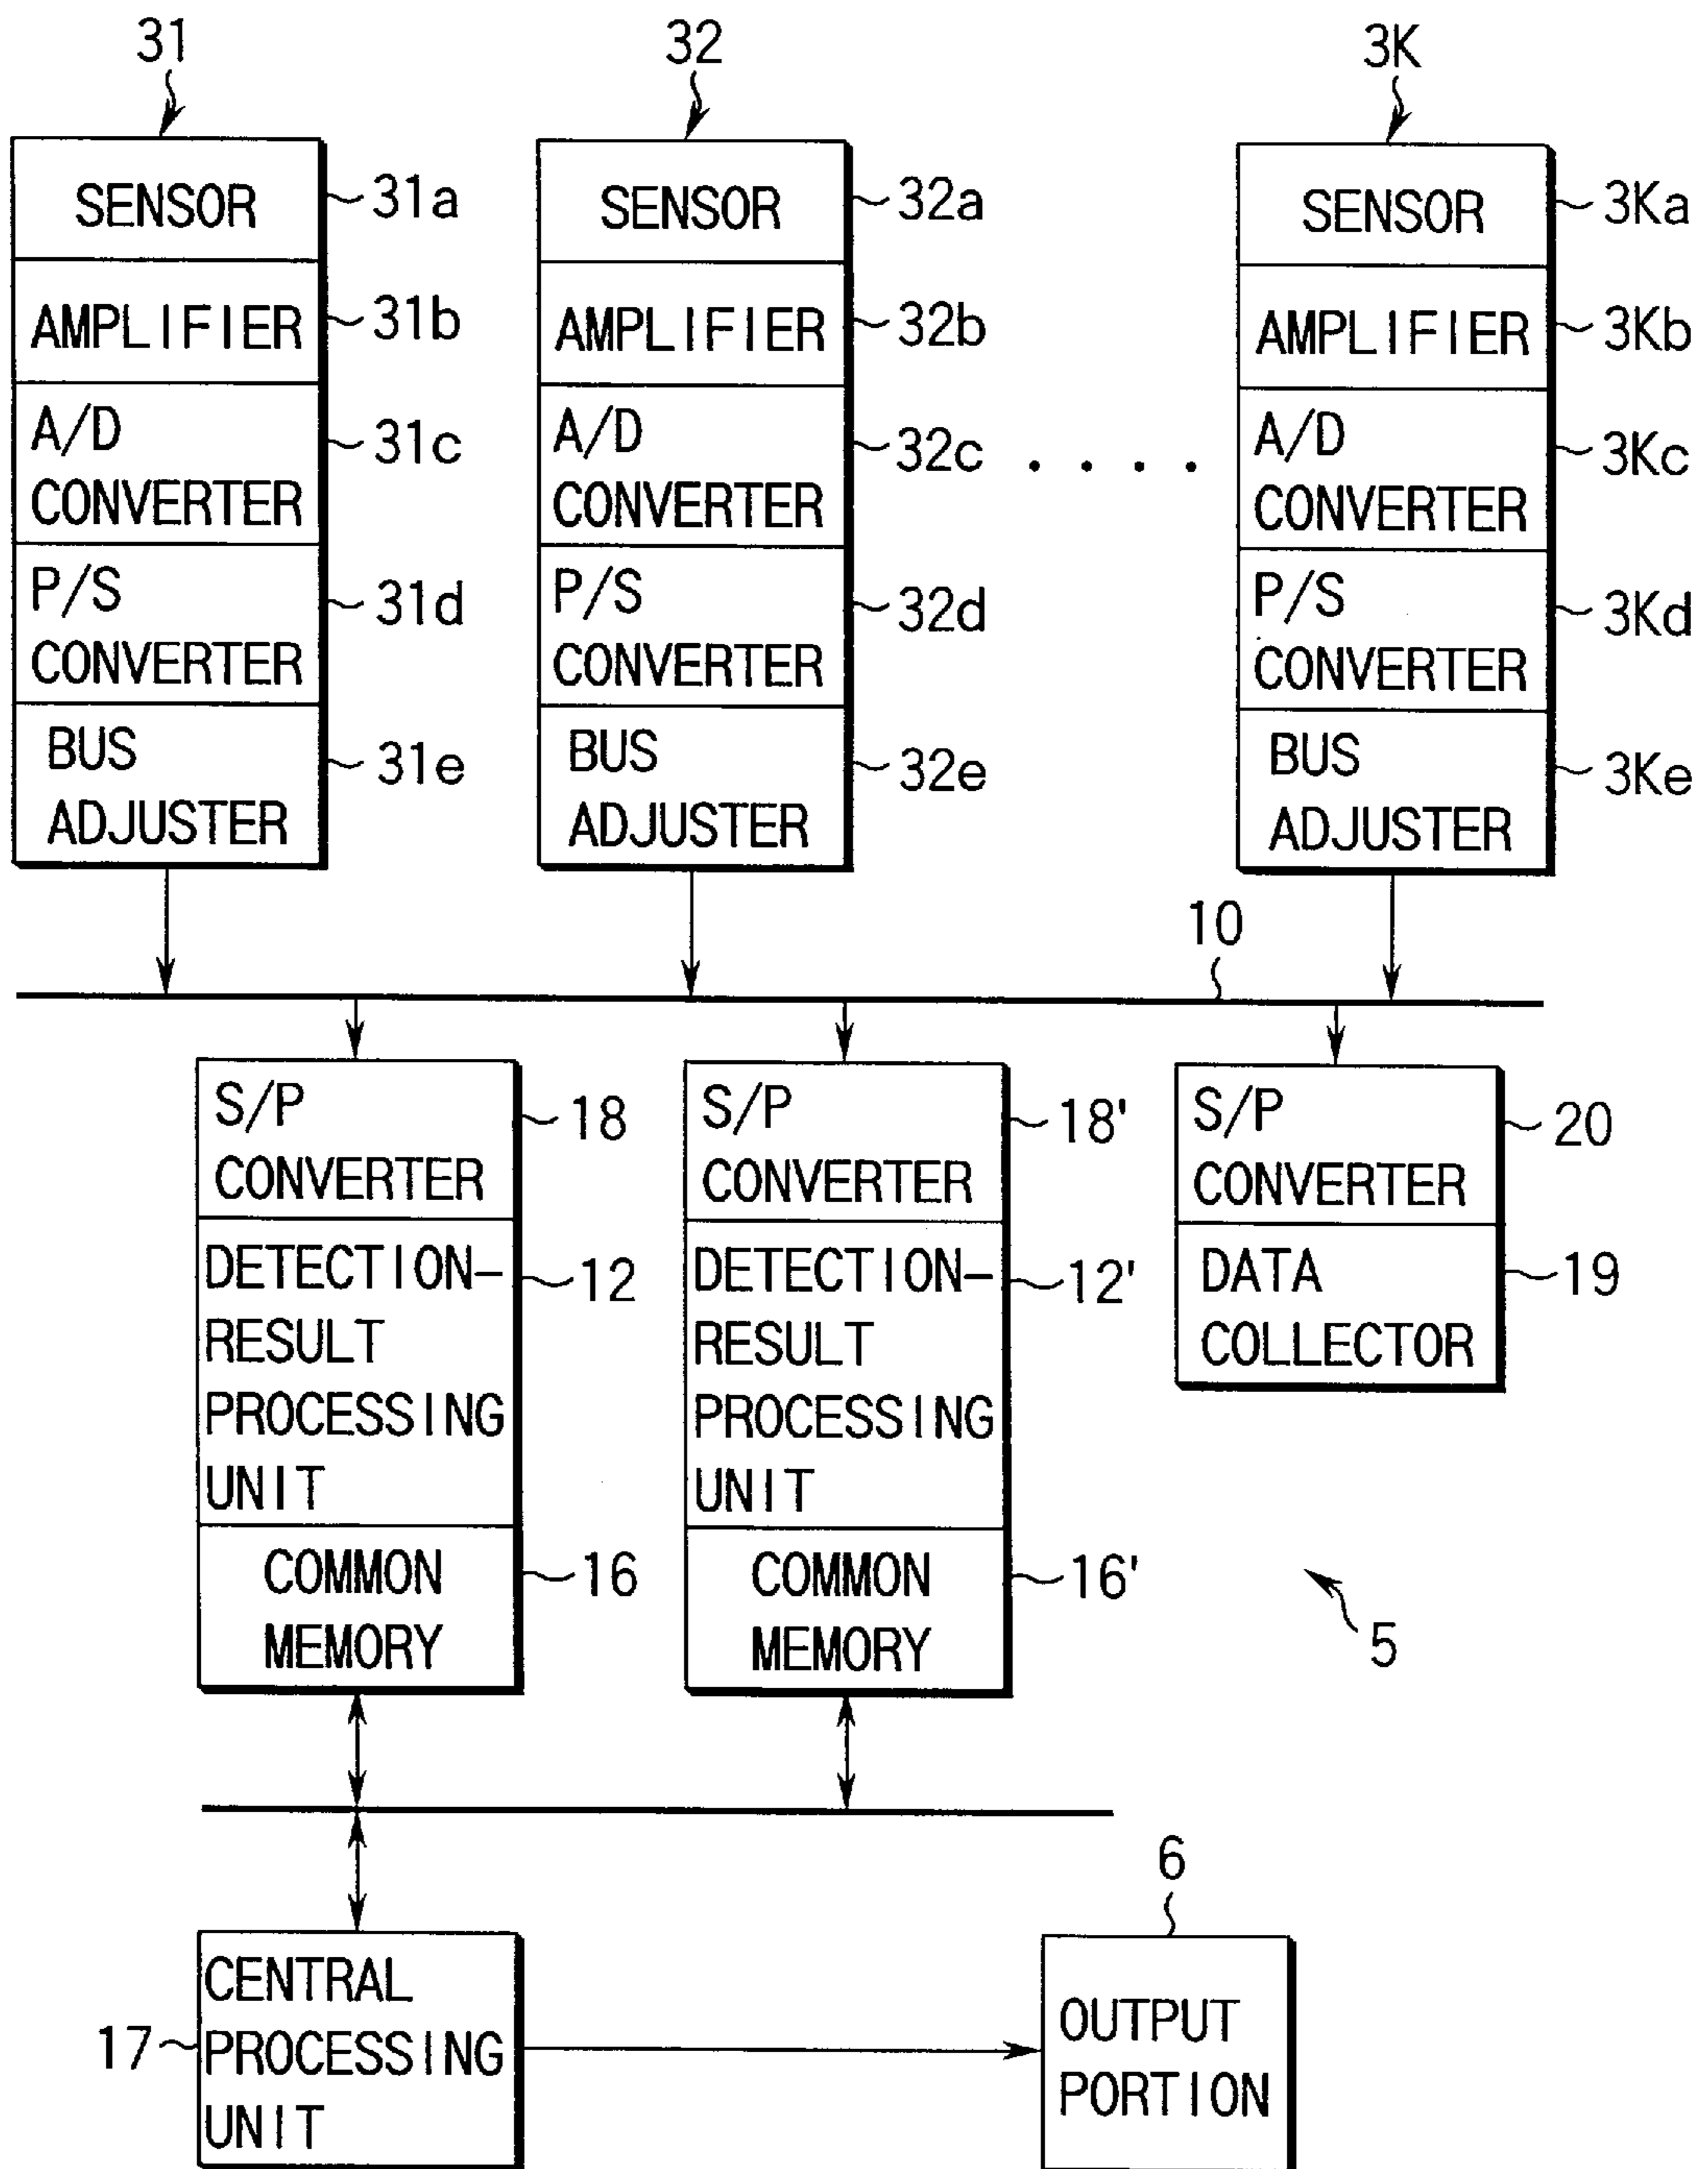 31
32
3K
SENSOR
31a
SENSOR
32a
SENSOR
3Ka
AMPLIFIER
31b
AMPLIFIER
32b
AMPLIFIER
3Kb
A/D
CONVERTER
31c
A/D
CONVERTER
32c
. . . .
A/D
CONVERTER
3Kc
P/S
CONVERTER
31d
P/S
CONVERTER
32d
P/S
CONVERTER
3Kd
BUS
ADJUSTER
31e
BUS
ADJUSTER
32e
BUS
ADJUSTER
3Ke
10
S/P
CONVERTER
18
S/P
CONVERTER
18'
S/P
CONVERTER
20
DETECTION-
RESULT
PROCESSING
UNIT
12
DETECTION-
RESULT
PROCESSING
UNIT
12'
DATA
COLLECTOR
19
COMMON
MEMORY
16
COMMON
MEMORY
16'
5
6
CENTRAL
PROCESSING
UNIT
17
OUTPUT
PORTION